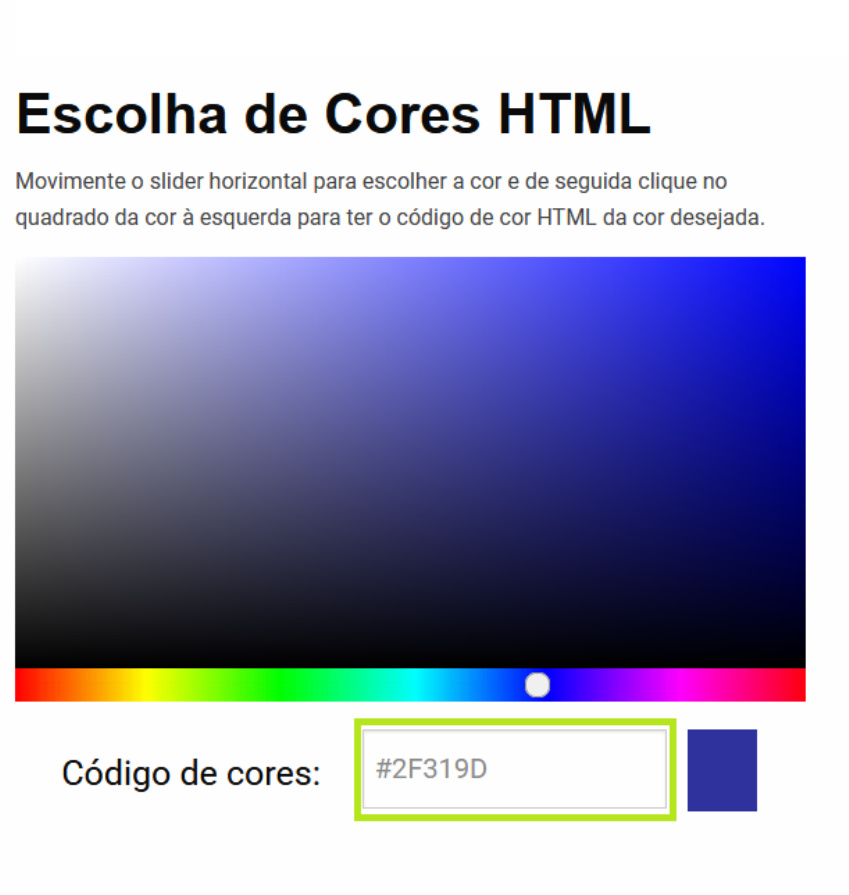 Escolha de Cores HTML
Movimente o slider horizontal para escolher a cor e de seguida clique no
quadrado da cor à esquerda para ter o código de cor HTML da cor desejada.
Código de cores:
#2F319D